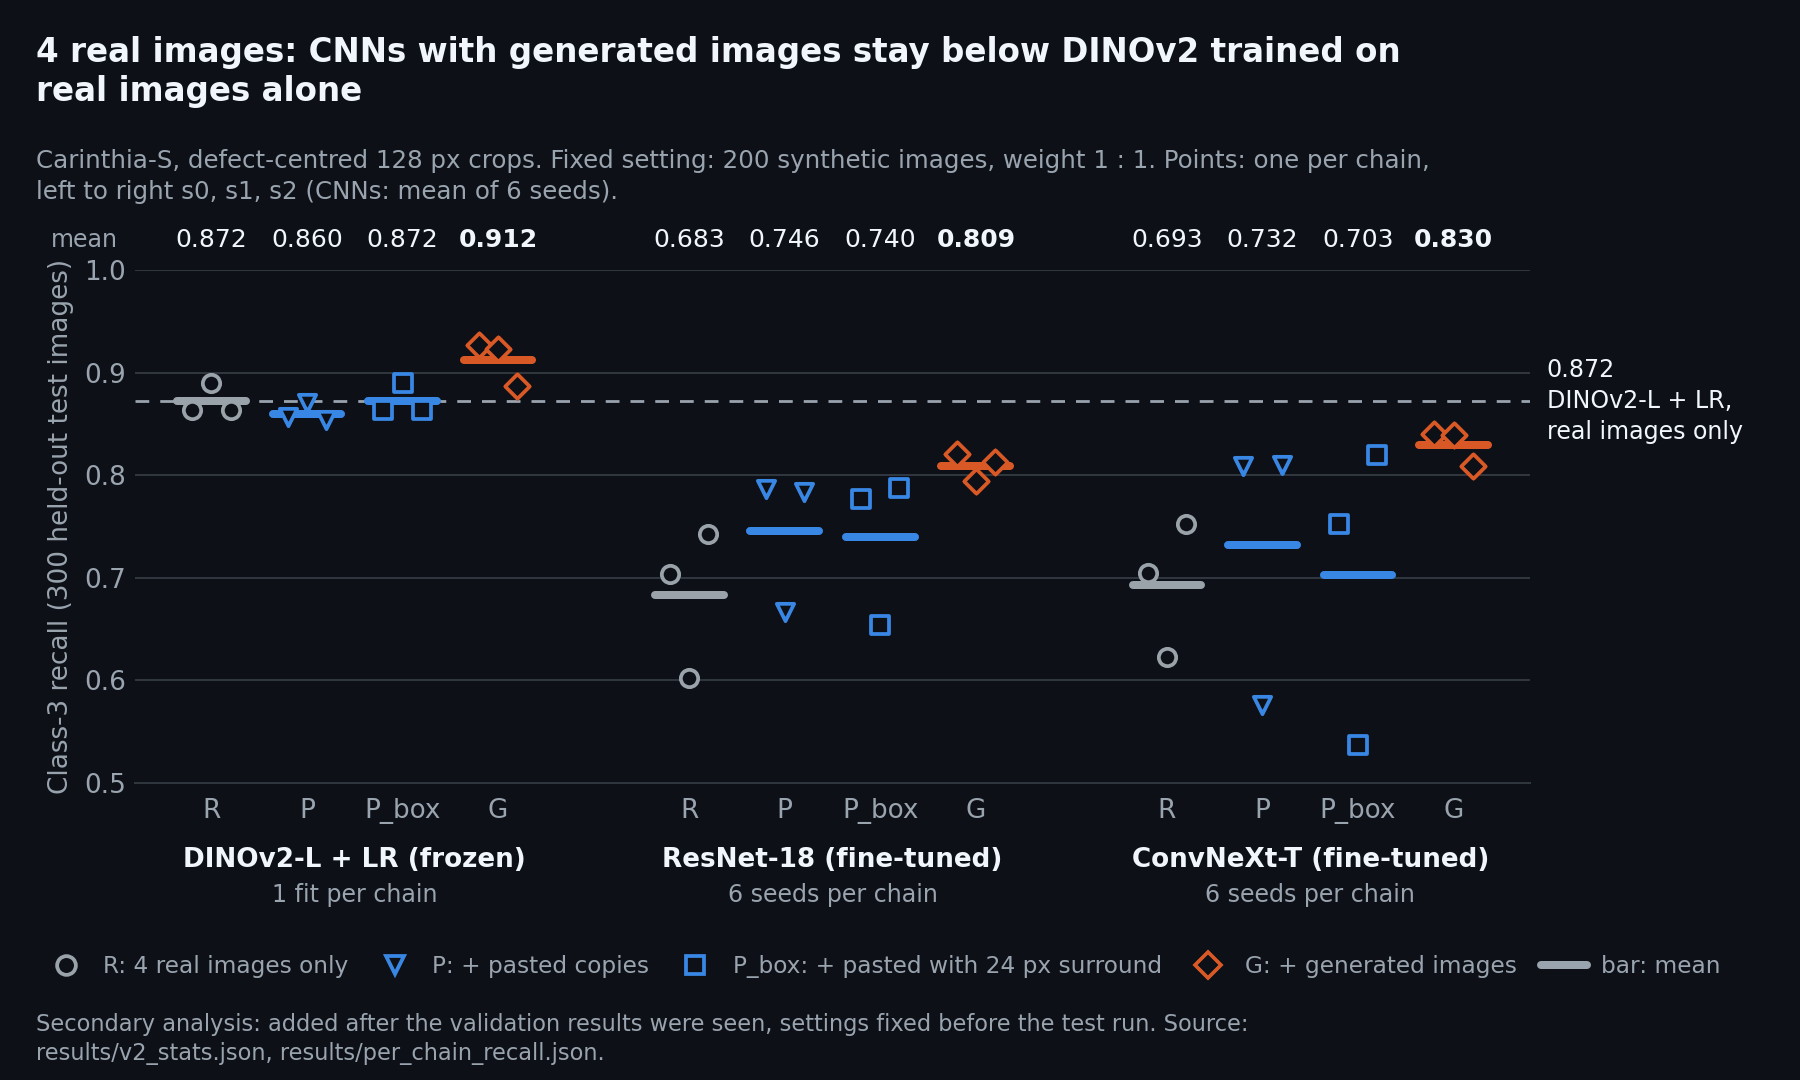 4 real images: CNNs with generated images stay below DINOv2 trained on
real images alone
Carinthia-S, defect-centred 128 px crops. Fixed setting: 200 synthetic images, weight 1 : 1. Points: one per chain,
left to right s0, s1, s2 (CNNs: mean of 6 seeds).
mean 0.872 0.860 0.872 0.912 0.683 0.746 0.740 0.809 0.693 0.732 0.703 0.830
Class-3 recall (300 held-out test images)
1.0
0.9
0.8
0.7
0.6
0.5
0.872
DINOv2-L + LR,
real images only
R P P_box G R P P_box G R P P_box G
DINOv2-L + LR (frozen) ResNet-18 (fine-tuned) ConvNeXt-T (fine-tuned)
1 fit per chain 6 seeds per chain 6 seeds per chain
R: 4 real images only P: + pasted copies P_box: + pasted with 24 px surround G: + generated images bar: mean
Secondary analysis: added after the validation results were seen, settings fixed before the test run. Source:
results/v2_stats.json, results/per_chain_recall.json.